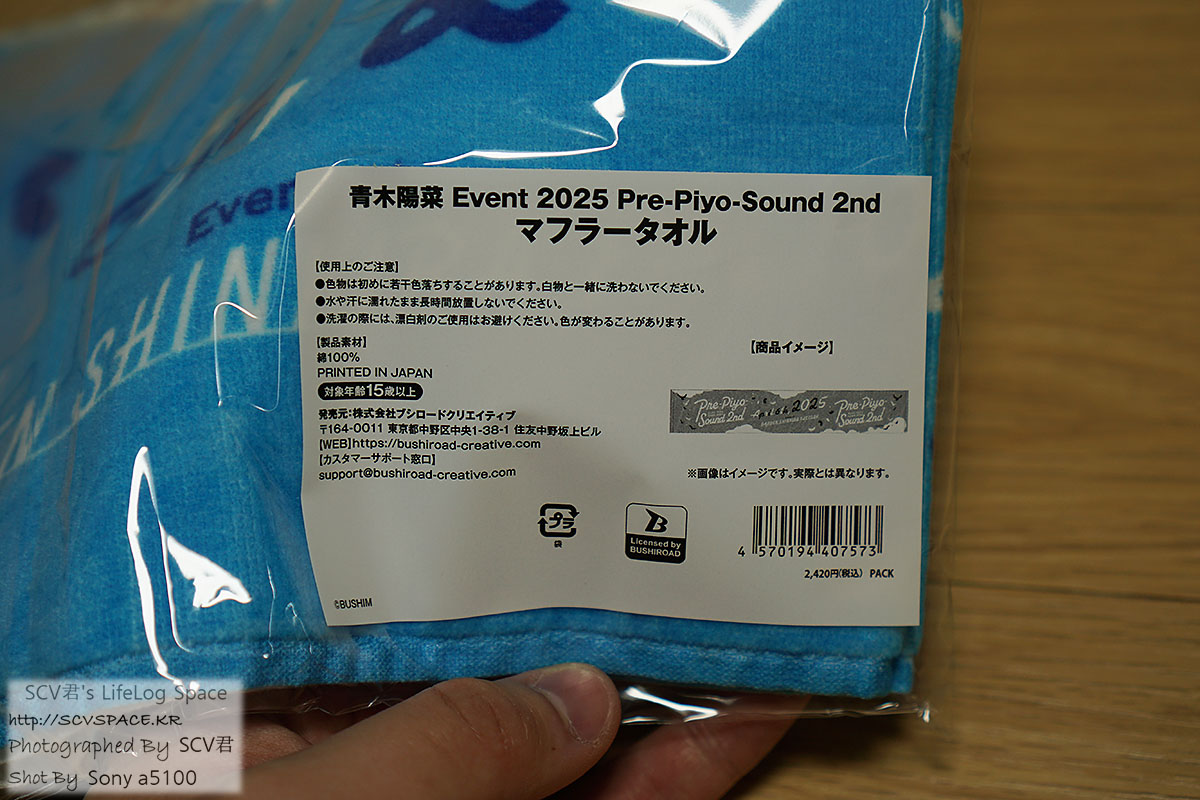 Even
SHIN
青木陽菜 Event 2025 Pre-Piyo-Sound 2nd
マフラータオル
【使用上のご注意】
●色物は初めに若干色落ちすることがあります。白物と一緒に洗わないでください。
●水や汗に濡れたまま長時間放置しないでください。
●洗濯の際には、漂白剤のご使用はお避けください。色が変わることがあります。
【製品素材】
綿100%
PRINTED IN JAPAN
対象年齢15歳以上
発売元:株式会社ブシロードクリエイティブ
〒164-0011 東京都中野区中央1-38-1 住友中野坂上ビル
【WEB】https://bushiroad-creative.com
【カスタマーサポート窓口】
support@bushiroad-creative.com
【商品イメージ】
Pre-Piyo
Sound 2nd
2025
Pre-Piyo
Sound 2nd
※画像はイメージです。実際とは異なります。
プラ
袋
B
Licensed by
BUSHIROAD
4 570194 407573
2,420円(税込) PACK
©BUSHIM
SCV君's LifeLog Space
http://SCVSPACE.KR
Photographed By SCV君
Shot By Sony a5100